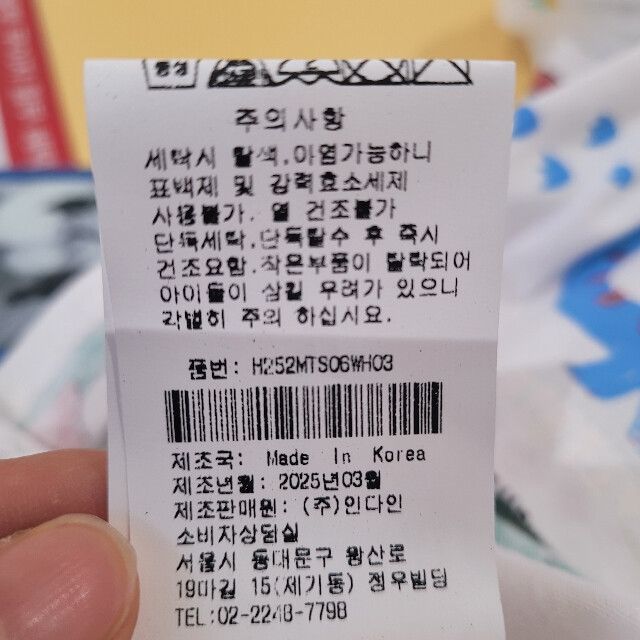 중성
주의사항
세탁시 탈색.이염가능하니
표백제 및 강력효소세제
사용불가. 열 건조불가
단독세탁.단독탈수 후 즉시
건조요함.작은부품이 탈락되어
아이들이 삼킬 우려가 있으니
각별히 주의 하십시요.
품번: H252MTS06WH03
제조국: Made In Korea
제조년월: 2025년03월
제조판매원: (주)인다인
소비자상담실
서울시 동대문구 왕산로
19마길 15(제기동) 정우빌딩
TEL:02-2248-7798